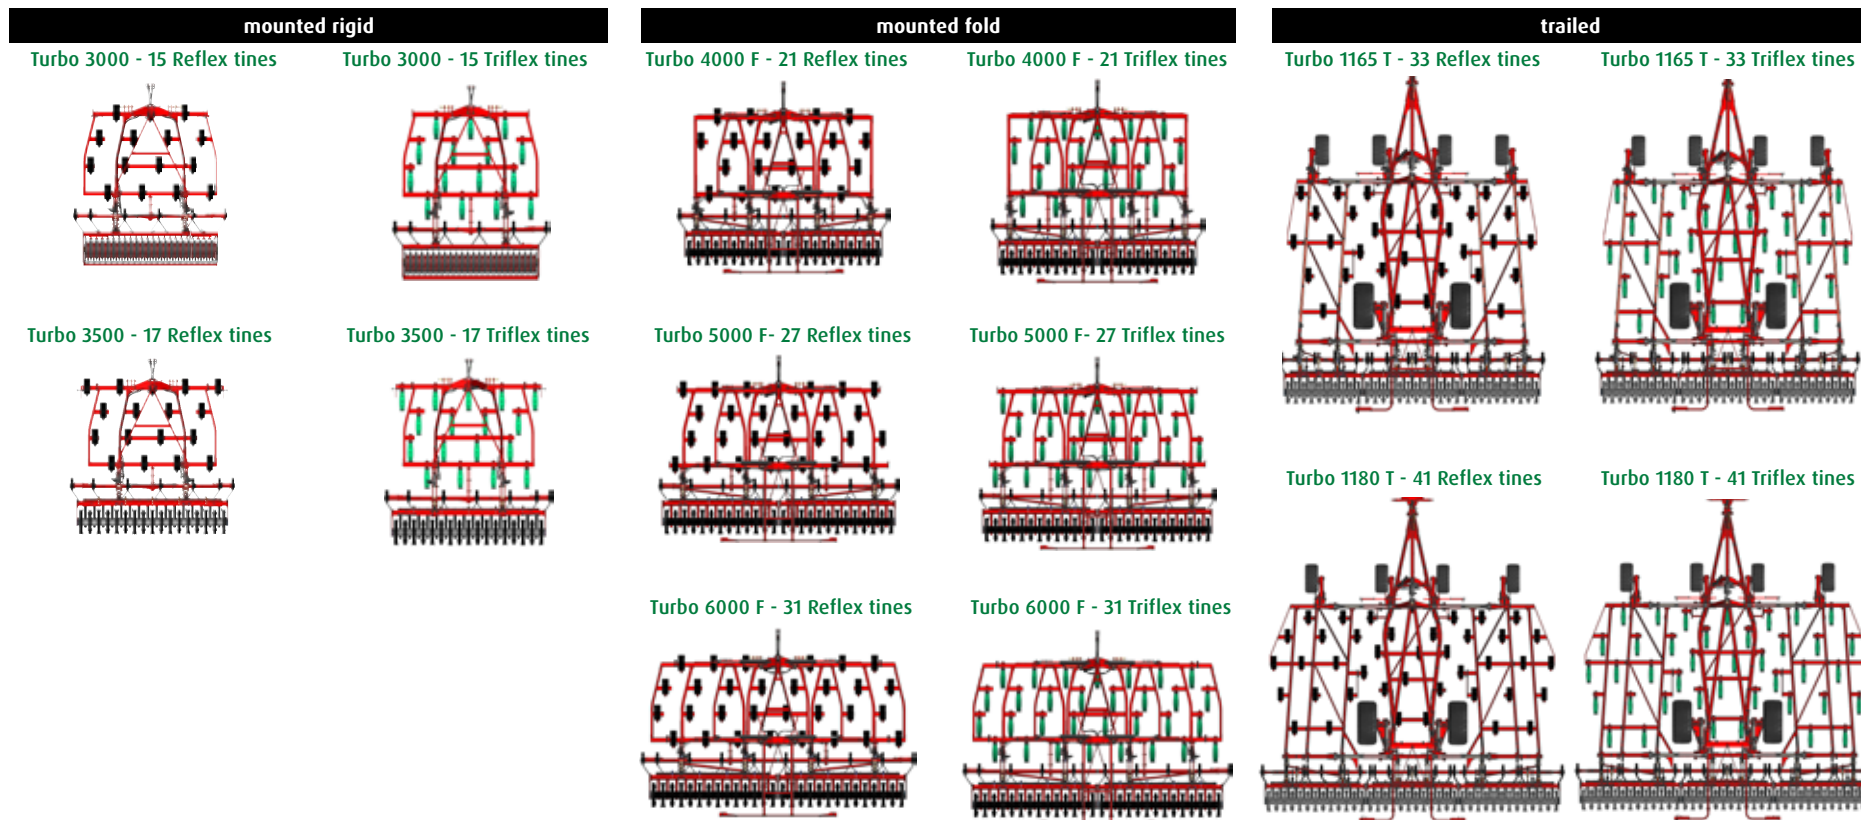 mounted rigid
Turbo 3000 - 15 Reflex tines
Turbo 3000 - 15 Triflex tines
Turbo 3500 - 17 Reflex tines
Turbo 3500 - 17 Triflex tines
mounted fold
Turbo 4000 F - 21 Reflex tines
Turbo 4000 F - 21 Triflex tines
Turbo 5000 F- 27 Reflex tines
Turbo 5000 F- 27 Triflex tines
Turbo 6000 F - 31 Reflex tines
Turbo 6000 F - 31 Triflex tines
trailed
Turbo 1165 T - 33 Reflex tines
Turbo 1165 T - 33 Triflex tines
Turbo 1180 T - 41 Reflex tines
Turbo 1180 T - 41 Triflex tines